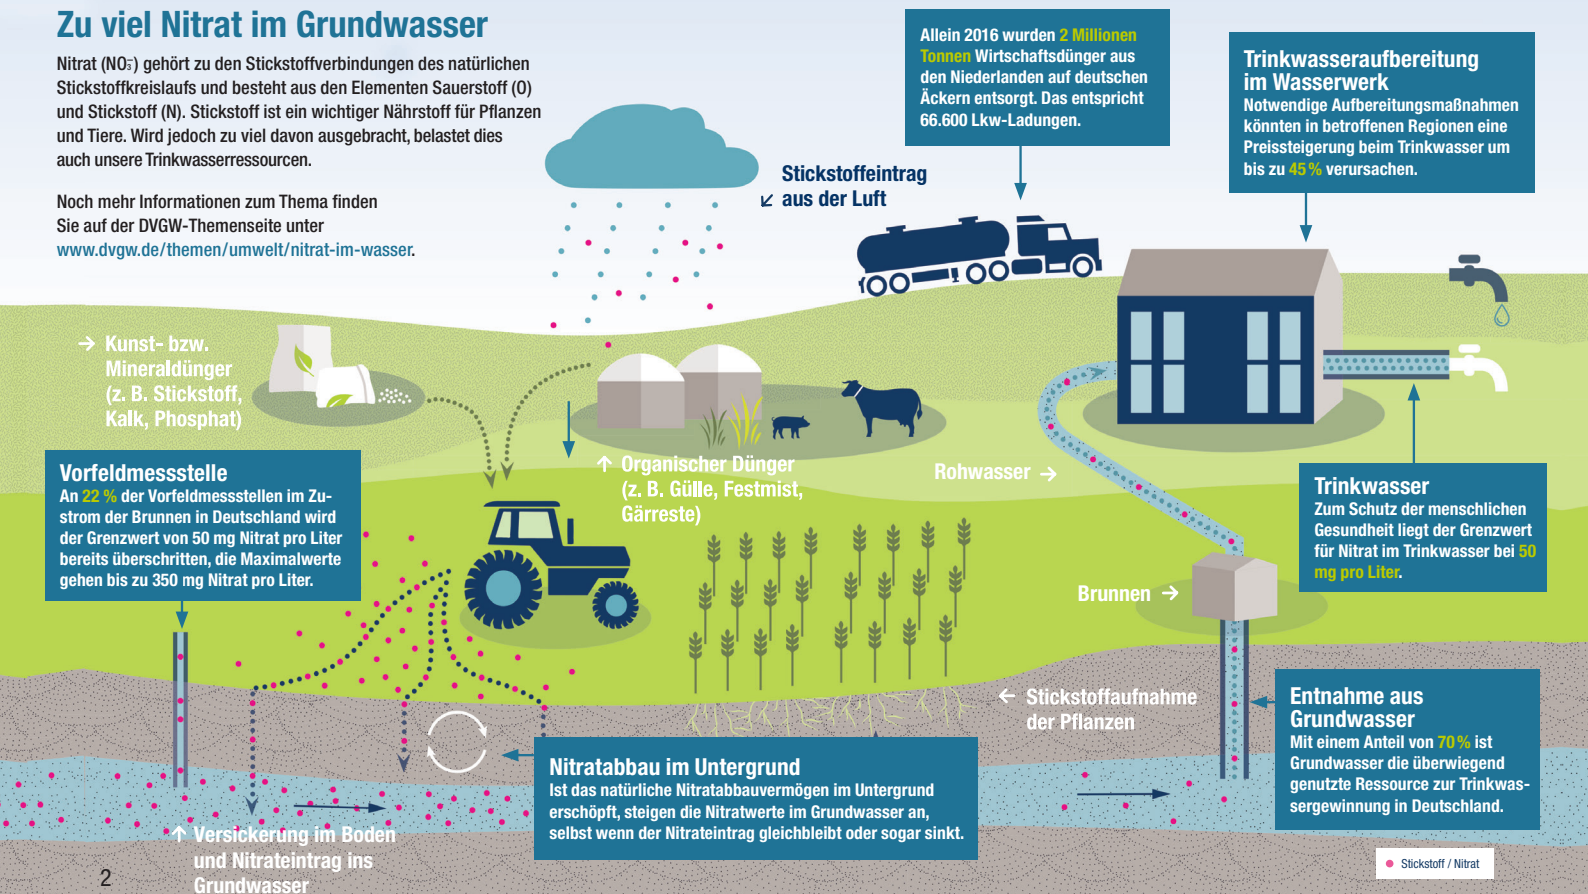 Zu viel Nitrat im Grundwasser
Nitrat (NO₃⁻) gehört zu den Stickstoffverbindungen des natürlichen
Stickstoffkreislaufs und besteht aus den Elementen Sauerstoff (O)
und Stickstoff (N). Stickstoff ist ein wichtiger Nährstoff für Pflanzen
und Tiere. Wird jedoch zu viel davon ausgebracht, belastet dies
auch unsere Trinkwasserressourcen.
Noch mehr Informationen zum Thema finden
Sie auf der DVGW-Themenseite unter
www.dvgw.de/themen/umwelt/nitrat-im-wasser.
Stickstoffeintrag
↙ aus der Luft
Allein 2016 wurden 2 Millionen
Tonnen Wirtschaftsdünger aus
den Niederlanden auf deutschen
Äckern entsorgt. Das entspricht
66.600 Lkw-Ladungen.
Trinkwasseraufbereitung
im Wasserwerk
Notwendige Aufbereitungsmaßnahmen
könnten in betroffenen Regionen eine
Preissteigerung beim Trinkwasser um
bis zu 45 % verursachen.
→ Kunst- bzw.
Mineraldünger
(z. B. Stickstoff,
Kalk, Phosphat)
↑ Organischer Dünger
(z. B. Gülle, Festmist,
Gärreste)
Rohwasser →
Vorfeldmessstelle
An 22 % der Vorfeldmessstellen im Zu-
strom der Brunnen in Deutschland wird
der Grenzwert von 50 mg Nitrat pro Liter
bereits überschritten, die Maximalwerte
gehen bis zu 350 mg Nitrat pro Liter.
Trinkwasser
Zum Schutz der menschlichen
Gesundheit liegt der Grenzwert
für Nitrat im Trinkwasser bei 50
mg pro Liter.
Brunnen →
← Stickstoffaufnahme
der Pflanzen
Entnahme aus
Grundwasser
Mit einem Anteil von 70 % ist
Grundwasser die überwiegend
genutzte Ressource zur Trinkwas-
sergewinnung in Deutschland.
Nitratabbau im Untergrund
Ist das natürliche Nitratabbauvermögen im Untergrund
erschöpft, steigen die Nitratwerte im Grundwasser an,
selbst wenn der Nitrateintrag gleichbleibt oder sogar sinkt.
↑ Versickerung im Boden
und Nitrateintrag ins
Grundwasser
Stickstoff / Nitrat
2